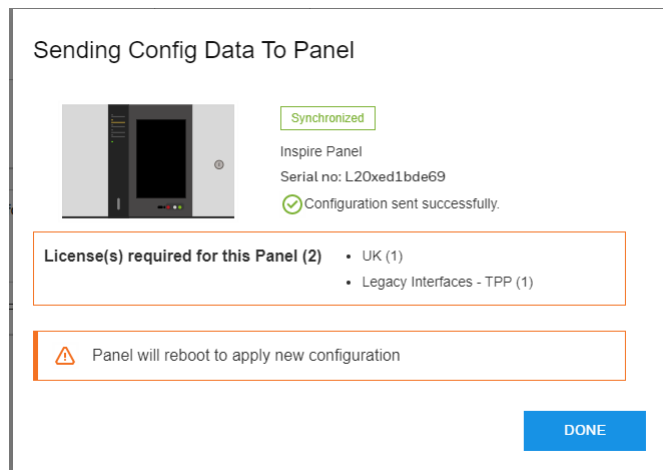 Sending Config Data To Panel
Synchronized
Inspire Panel
Serial no: L20xed1bde69
Configuration sent successfully.
License(s) required for this Panel (2)
• UK (1)
• Legacy Interfaces - TPP (1)
Panel will reboot to apply new configuration
DONE